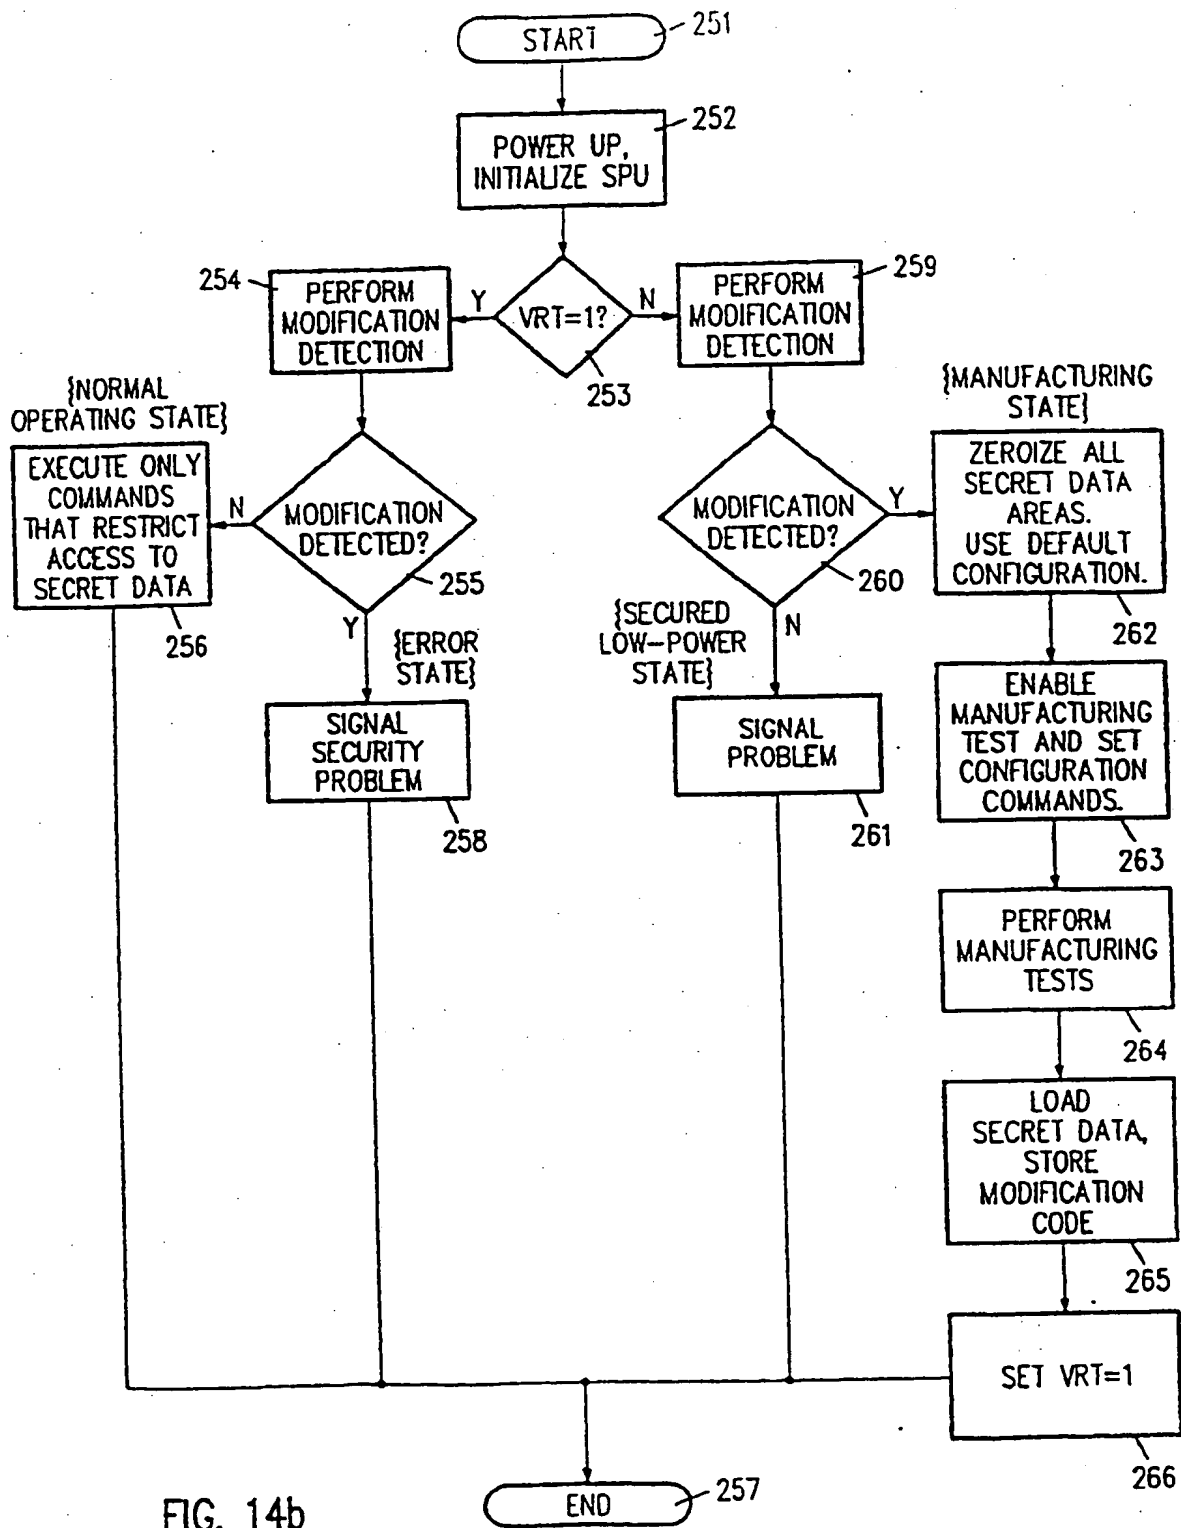 START
251
252
POWER UP,
INITIALIZE SPU
254
PERFORM
MODIFICATION
DETECTION
Y
VRT=1?
253
N
259
PERFORM
MODIFICATION
DETECTION
{NORMAL
OPERATING STATE}
EXECUTE ONLY
COMMANDS
THAT RESTRICT
ACCESS TO
SECRET DATA
256
N
MODIFICATION
DETECTED?
255
Y
{ERROR
STATE}
SIGNAL
SECURITY
PROBLEM
258
MODIFICATION
DETECTED?
260
Y
N
{SECURED
LOW-POWER
STATE}
SIGNAL
PROBLEM
261
{MANUFACTURING
STATE}
ZEROIZE ALL
SECRET DATA
AREAS.
USE DEFAULT
CONFIGURATION.
262
ENABLE
MANUFACTURING
TEST AND SET
CONFIGURATION
COMMANDS.
263
PERFORM
MANUFACTURING
TESTS
264
LOAD
SECRET DATA,
STORE
MODIFICATION
CODE
265
SET VRT=1
266
END
257
FIG. 14b